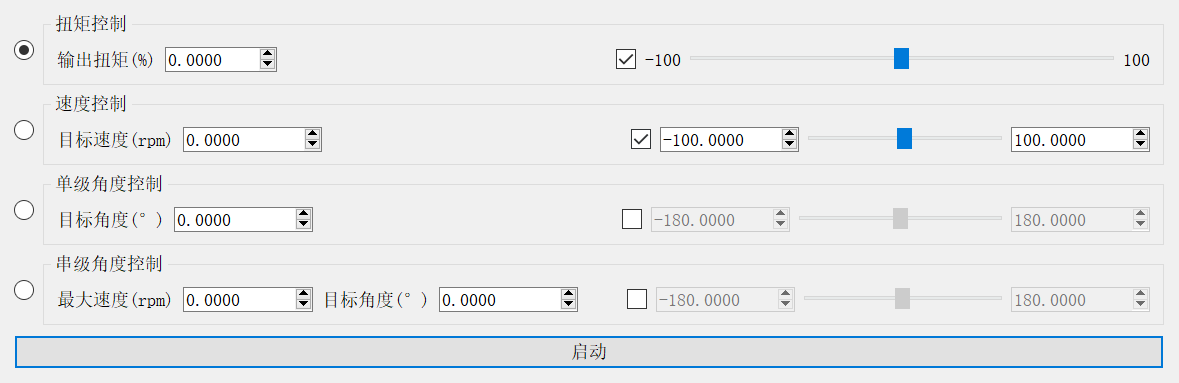 扭矩控制
输出扭矩(%) 0.0000 -100 100
速度控制
目标速度(rpm) 0.0000 -100.0000 100.0000
单级角度控制
目标角度(°) 0.0000 -180.0000 180.0000
串级角度控制
最大速度(rpm) 0.0000 目标角度(°) 0.0000 -180.0000 180.0000
启动